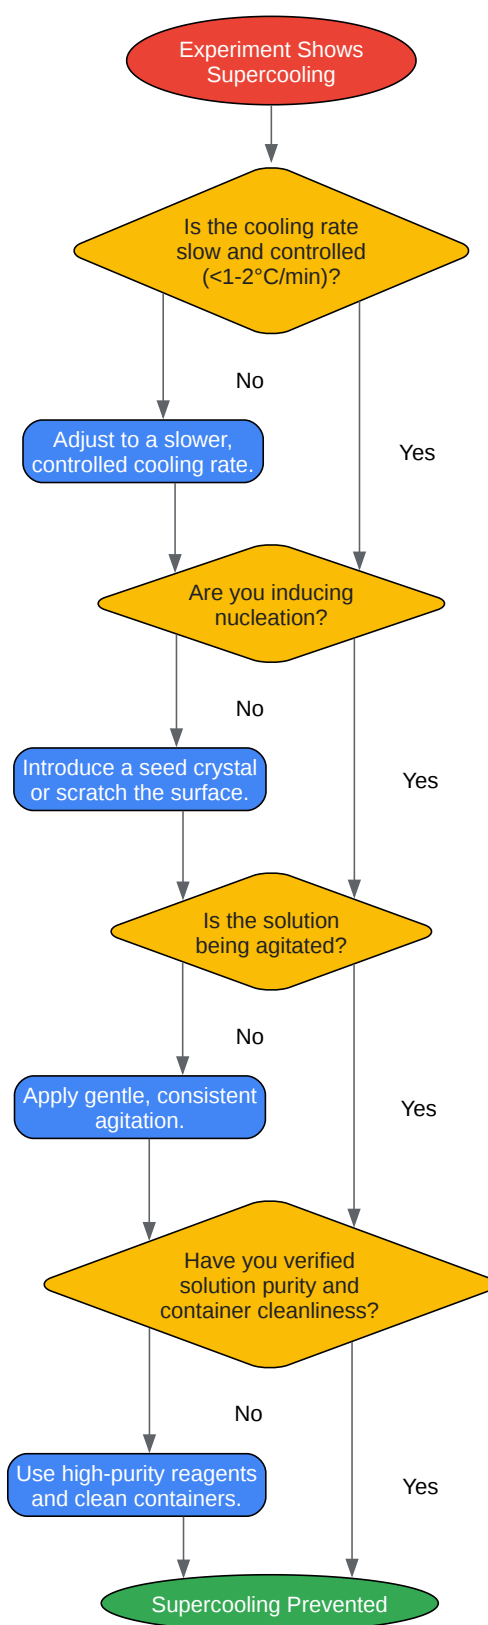 Experiment Shows
Supercooling
Is the cooling rate
slow and controlled
(<1-2°C/min)?
No
Adjust to a slower,
controlled cooling rate.
Yes
Are you inducing
nucleation?
No
Introduce a seed crystal
or scratch the surface.
Yes
Is the solution
being agitated?
No
Apply gentle, consistent
agitation.
Yes
Have you verified
solution purity and
container cleanliness?
No
Use high-purity reagents
and clean containers.
Yes
Supercooling Prevented